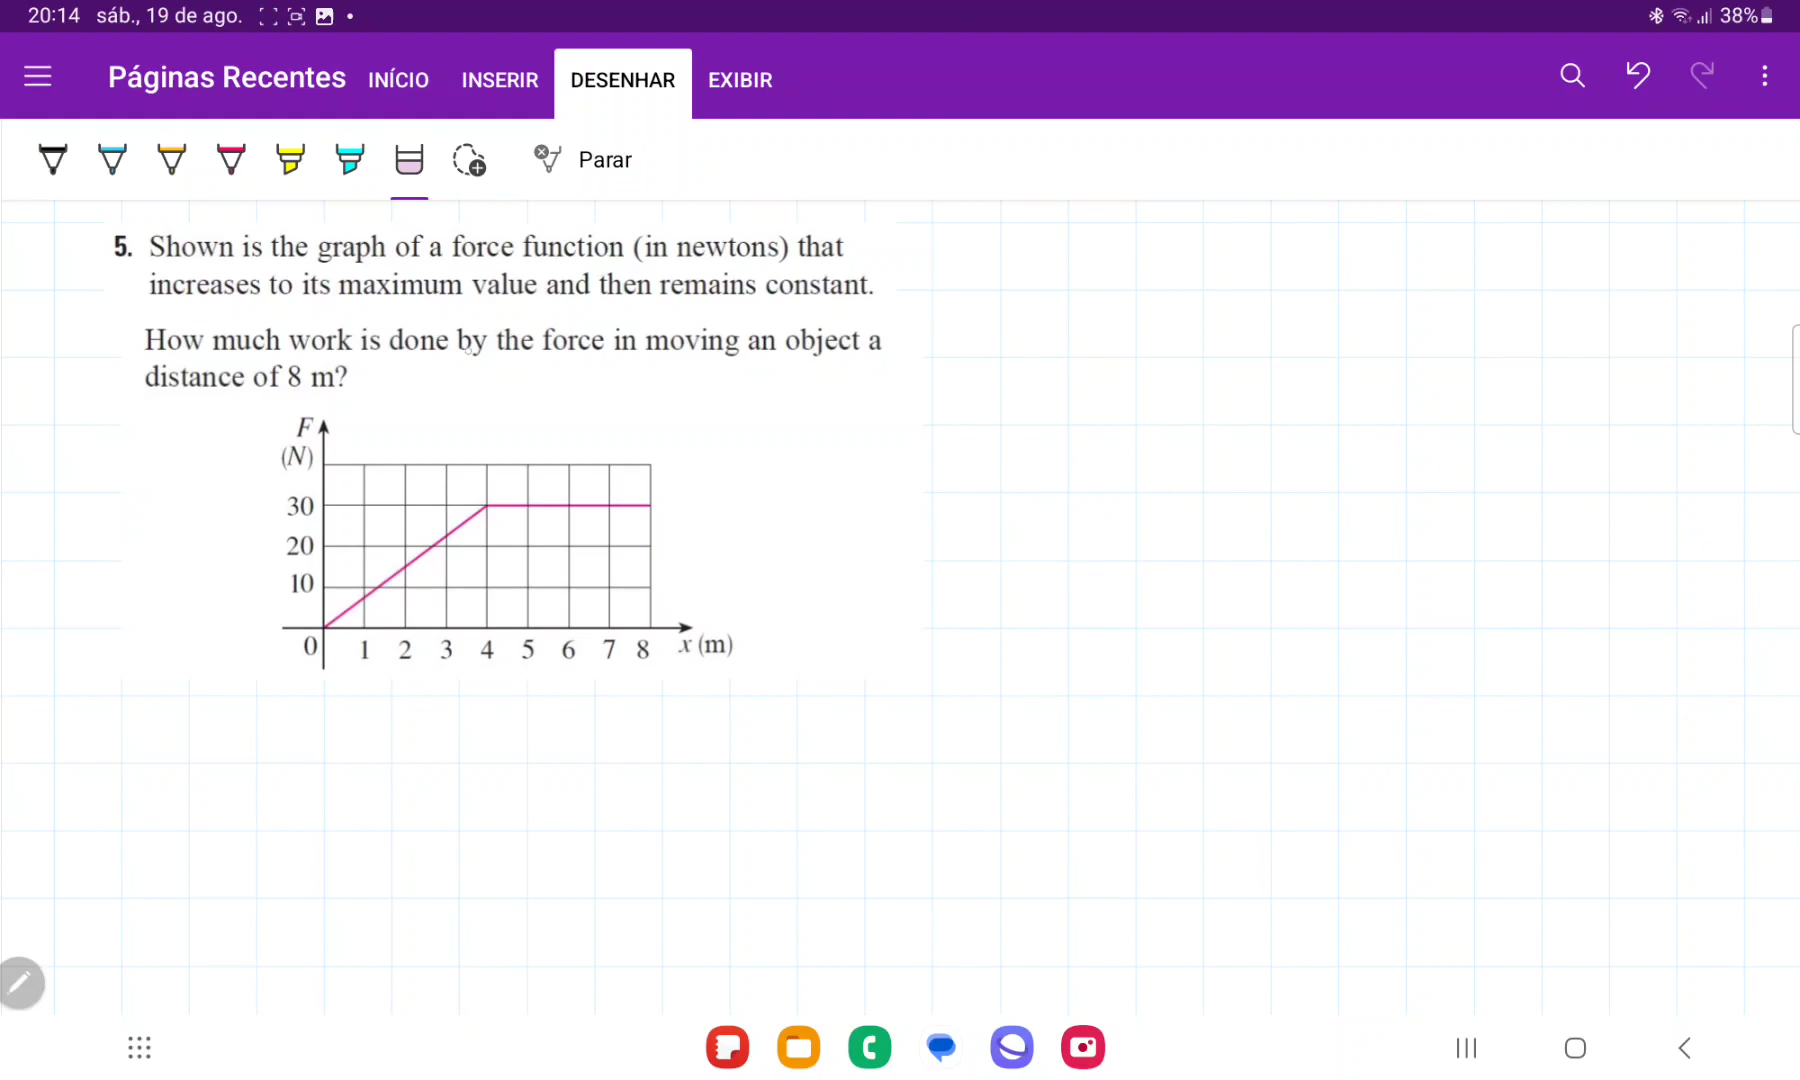 20:14 sáb., 19 de ago. • 38%
Páginas Recentes INÍCIO INSERIR DESENHAR EXIBIR
Parar
5. Shown is the graph of a force function (in newtons) that
increases to its maximum value and then remains constant.
How much work is done by the force in moving an object a
distance of 8 m?
F
(N)
30
20
10
0 1 2 3 4 5 6 7 8 x (m)